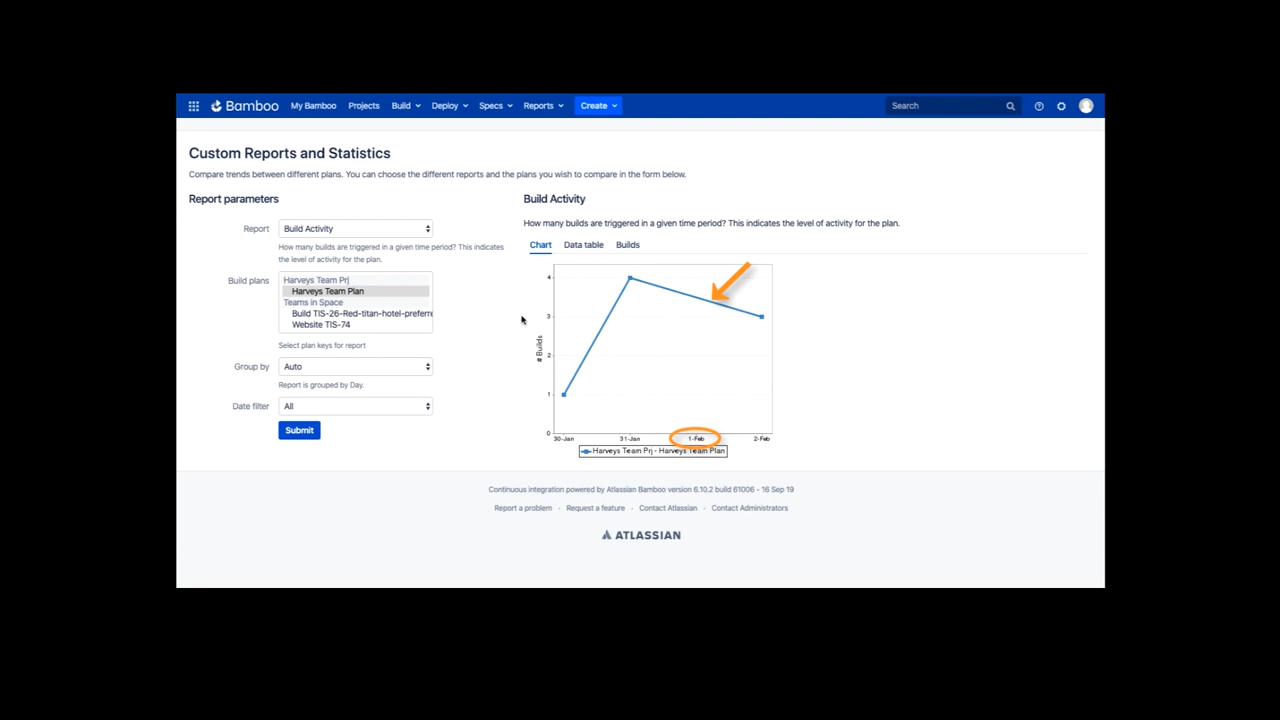 Bamboo My Bamboo Projects Build Deploy Specs Reports Create Search
Custom Reports and Statistics
Compare trends between different plans. You can choose the different reports and the plans you wish to compare in the form below.
Report parameters
Report Build Activity
How many builds are triggered in a given time period? This indicates
the level of activity for the plan.
Build plans Harveys Team Prj
Harveys Team Plan
Teams in Space
Build TIS-26-Red-titan-hotel-preferre
Website TIS-74
Select plan keys for report
Group by Auto
Report is grouped by Day.
Date filter All
Submit
Build Activity
How many builds are triggered in a given time period? This indicates the level of activity for the plan.
Chart Data table Builds
4
3
2
1
0
# Builds
30-Jan 31-Jan 1-Feb 2-Feb
Harveys Team Prj - Harveys Team Plan
Continuous integration powered by Atlassian Bamboo version 6.10.2 build 61006 - 16 Sep 19
Report a problem · Request a feature · Contact Atlassian · Contact Administrators
ATLASSIAN